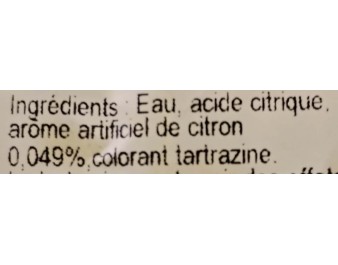 Ingrédients : Eau, acide citrique,
arôme artificiel de citron
0,049%,colorant tartrazine.